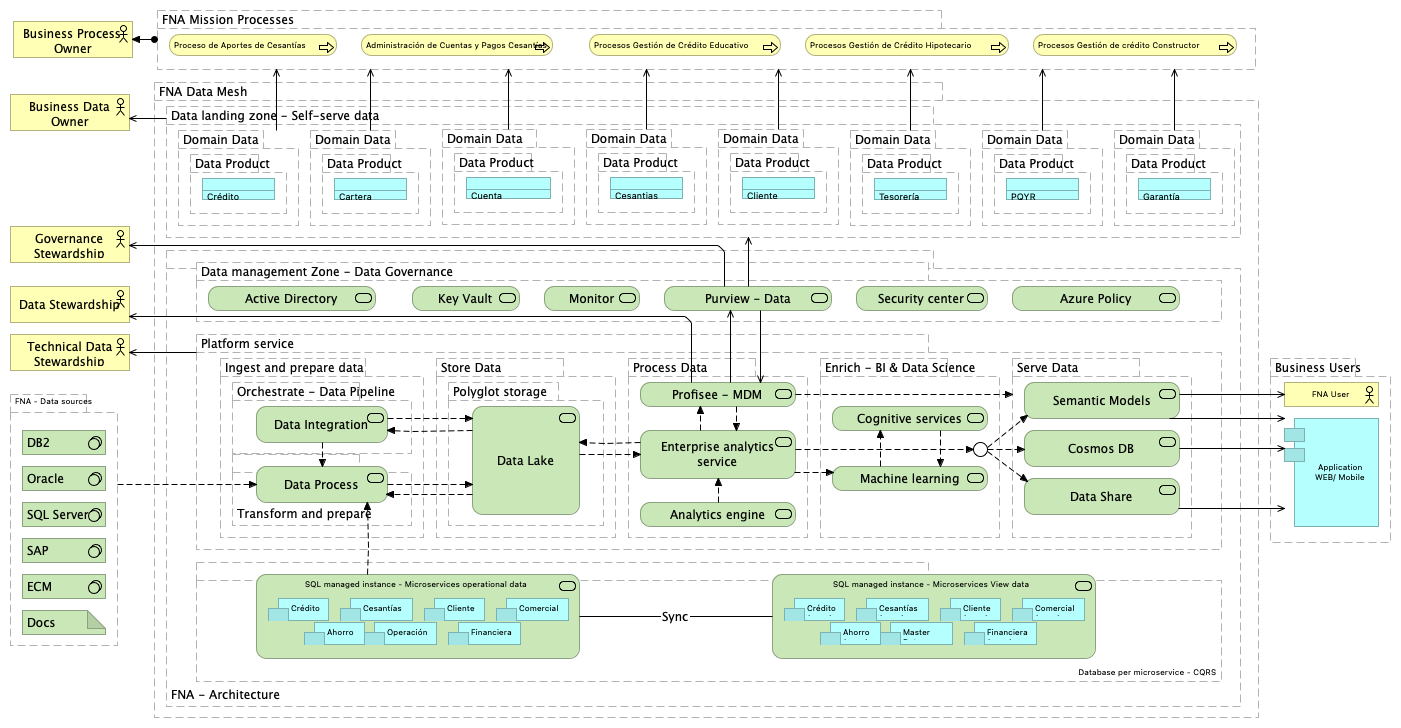 FNA Mission Processes
Business Process
Owner
Proceso de Aportes de Cesantías
Administración de Cuentas y Pagos Cesantías
Procesos Gestión de Crédito Educativo
Procesos Gestión de Crédito Hipotecario
Procesos Gestión de crédito Constructor
FNA Data Mesh
Business Data
Owner
Data landing zone - Self-serve data
Domain Data
Domain Data
Domain Data
Domain Data
Domain Data
Domain Data
Domain Data
Domain Data
Data Product
Data Product
Data Product
Data Product
Data Product
Data Product
Data Product
Data Product
Crédito
Cartera
Cuenta
Cesantias
Cliente
Tesorería
PQYR
Garantía
Governance
Stewardship
Data management Zone - Data Governance
Data Stewardship
Active Directory
Key Vault
Monitor
Purview - Data
Security center
Azure Policy
Technical Data
Stewardship
Platform service
Ingest and prepare data
Store Data
Process Data
Enrich - BI & Data Science
Serve Data
Business Users
Orchestrate - Data Pipeline
Polyglot storage
Profisee - MDM
Semantic Models
FNA User
FNA - Data sources
Data Integration
Cognitive services
DB2
Data Lake
Enterprise analytics
service
Cosmos DB
Application
WEB/ Mobile
Oracle
Data Process
Machine learning
Data Share
SQL Server
Transform and prepare
Analytics engine
SAP
ECM
Docs
SQL managed instance - Microservices operational data
Crédito
Cesantías
Cliente
Comercial
Ahorro
Operación
Financiera
Sync
SQL managed instance - Microservices View data
Crédito
Cesantías
Cliente
Comercial
Ahorro
Master
Financiera
Database per microservice - CQRS
FNA - Architecture